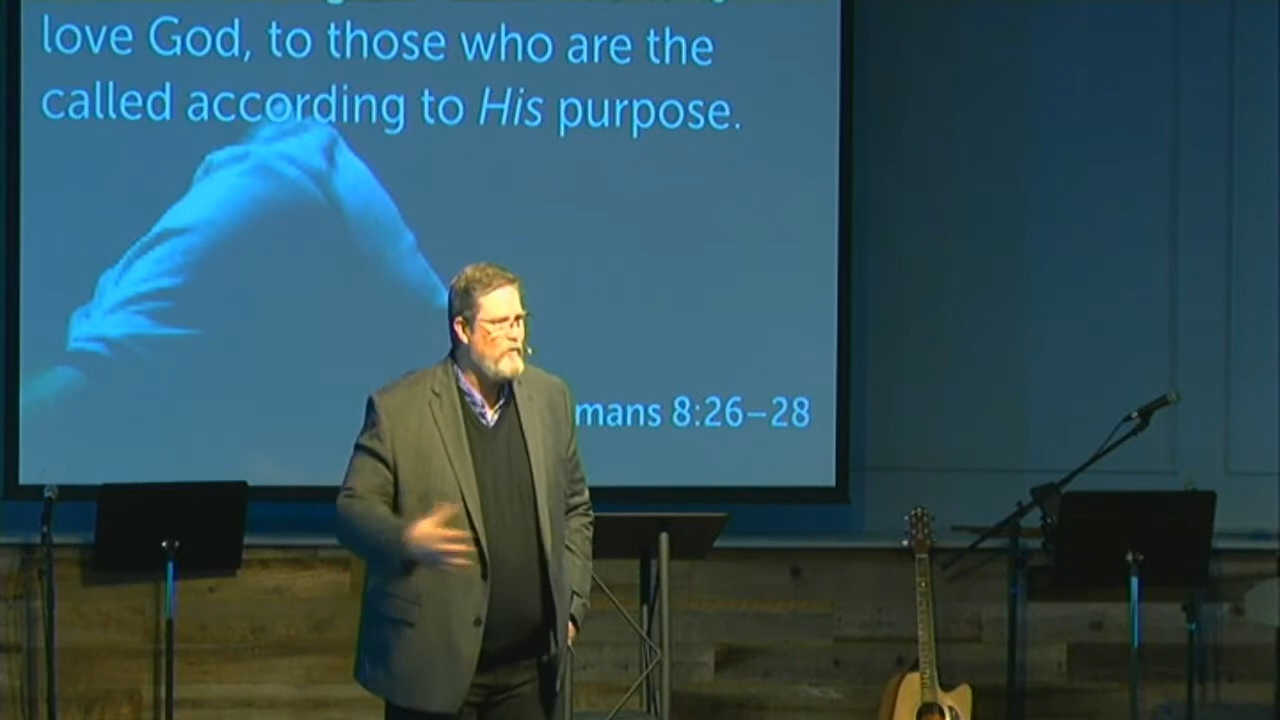 love God, to those who are the
called according to His purpose.
mans 8:26–28